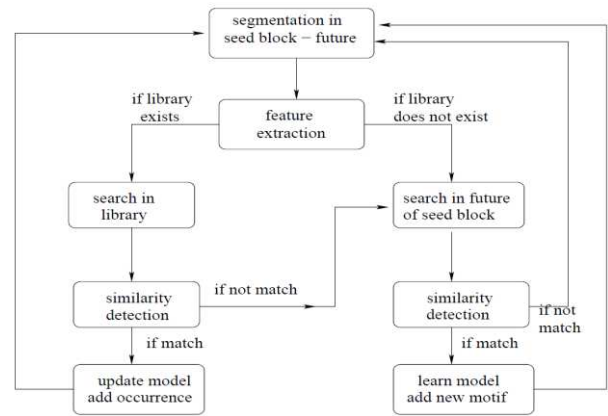 segmentation in
seed block − future
if library
exists
feature
extraction
if library
does not exist
search in
library
search in future
of seed block
similarity
detection
if not match
similarity
detection
if not
match
if match
if match
update model
add occurrence
learn model
add new motif